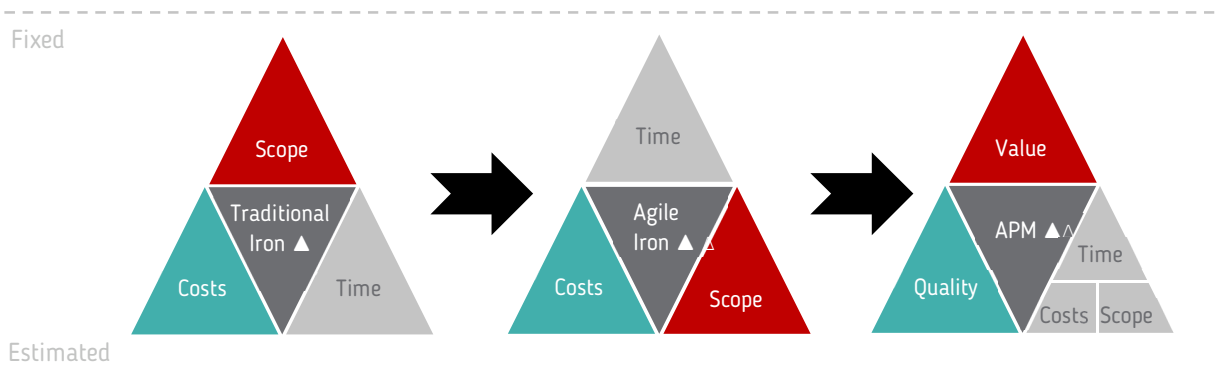 Fixed
Scope
Traditional
Iron ▲
Costs
Time
Time
Agile
Iron ▲ △
Costs
Scope
Value
APM ▲△
Time
Quality
Costs
Scope
Estimated